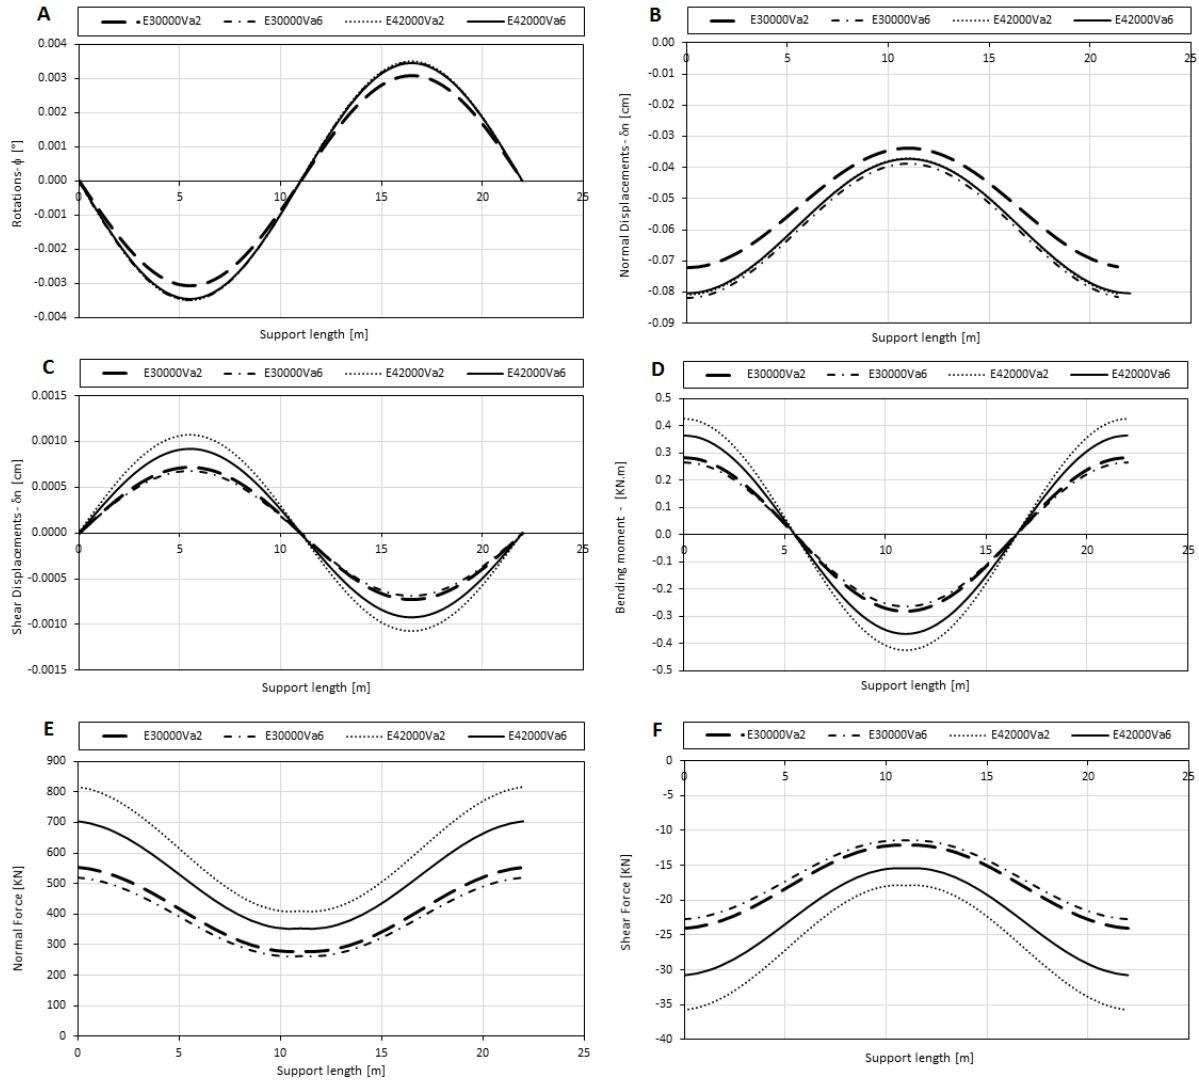 A
E30000Va2 E30000Va6 E42000Va2 E42000Va6
0.004
0.003
0.002
0.001
0.000
-0.001
-0.002
-0.003
-0.004
0 5 10 15 20 25
Rotations- ϕ [°]
Support length [m]
B
E30000Va2 E30000Va6 E42000Va2 E42000Va6
0.00
-0.01
-0.02
-0.03
-0.04
-0.05
-0.06
-0.07
-0.08
-0.09
0 5 10 15 20 25
Normal Displacements - δn [cm]
Support length [m]
C
E30000Va2 E30000Va6 E42000Va2 E42000Va6
0.0015
0.0010
0.0005
0.0000
-0.0005
-0.0010
-0.0015
0 5 10 15 20 25
Shear Displacements - δn [cm]
Support length [m]
D
E30000Va2 E30000Va6 E42000Va2 E42000Va6
0.5
0.4
0.3
0.2
0.1
0.0
-0.1
-0.2
-0.3
-0.4
-0.5
0 5 10 15 20 25
Bending moment - [KN.m]
Support length [m]
E
E30000Va2 E30000Va6 E42000Va2 E42000Va6
900
800
700
600
500
400
300
200
100
0
0 5 10 15 20 25
Normal Force [KN]
Support length [m]
F
E30000Va2 E30000Va6 E42000Va2 E42000Va6
0
-5
-10
-15
-20
-25
-30
-35
-40
0 5 10 15 20 25
Shear Force [KN]
Support length [m]